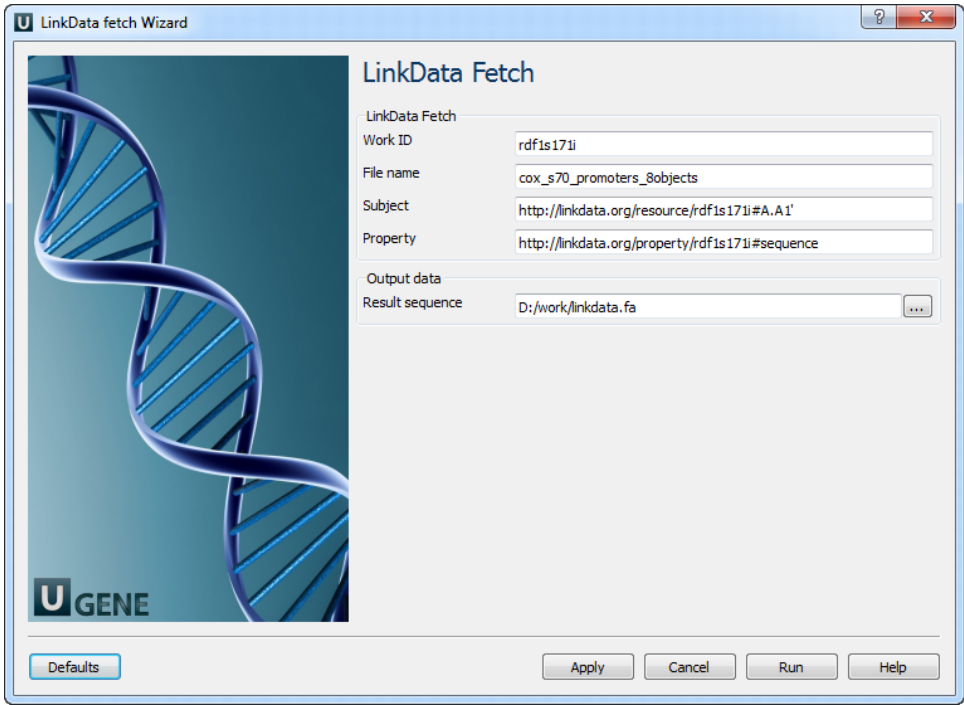 U LinkData fetch Wizard
?
LinkData Fetch
LinkData Fetch
Work ID rdf1s171i
File name cox_s70_promoters_8objects
Subject http://linkdata.org/resource/rdf1s171i#A.A1'
Property http://linkdata.org/property/rdf1s171i#sequence
Output data
Result sequence D:/work/linkdata.fa ...
U GENE
Defaults Apply Cancel Run Help